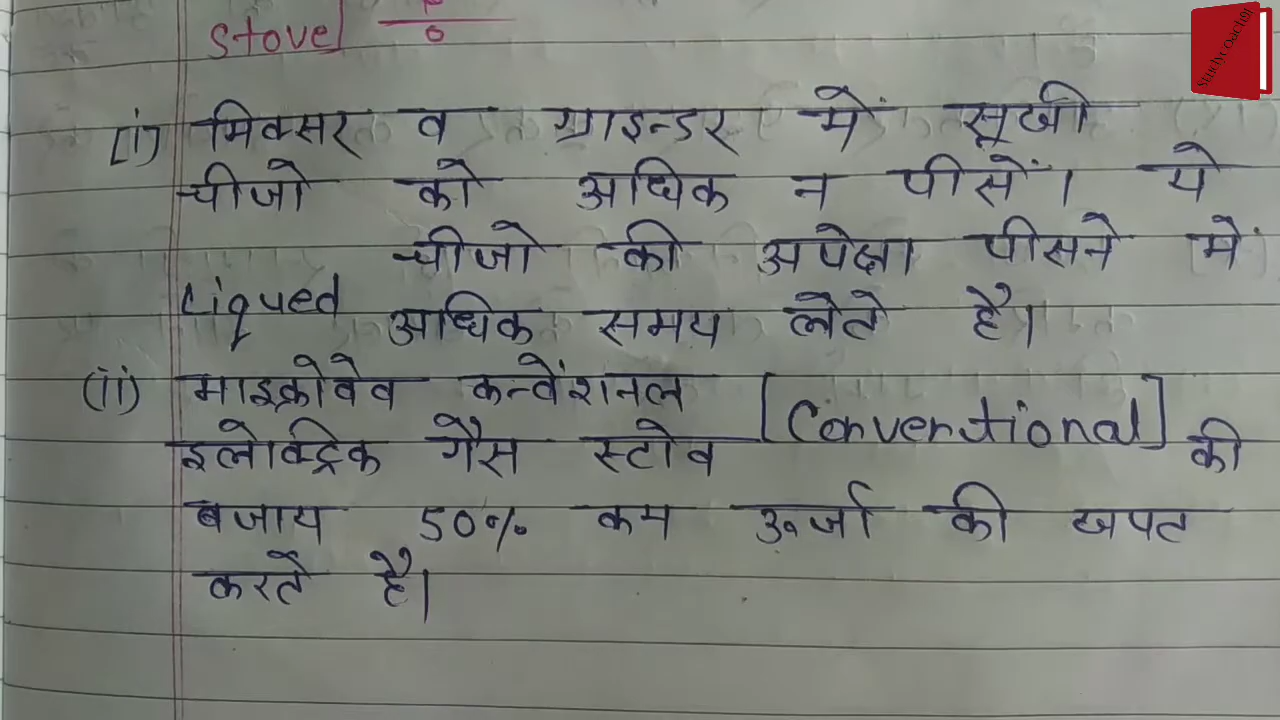 Stove
(i) मिक्सर व ग्राइन्डर में सूखी
चीजो को अधिक न पीसें। ये
चीजो की अपेक्षा पीसने में
Liqued अधिक समय लेते है।
(ii) माइक्रोवेव कन्वेंशनल
[Conventional]
इलेक्ट्रिक गैस स्टोव की
बजाय 50% कम ऊर्जा की खपत
करते है।
Studycoach01